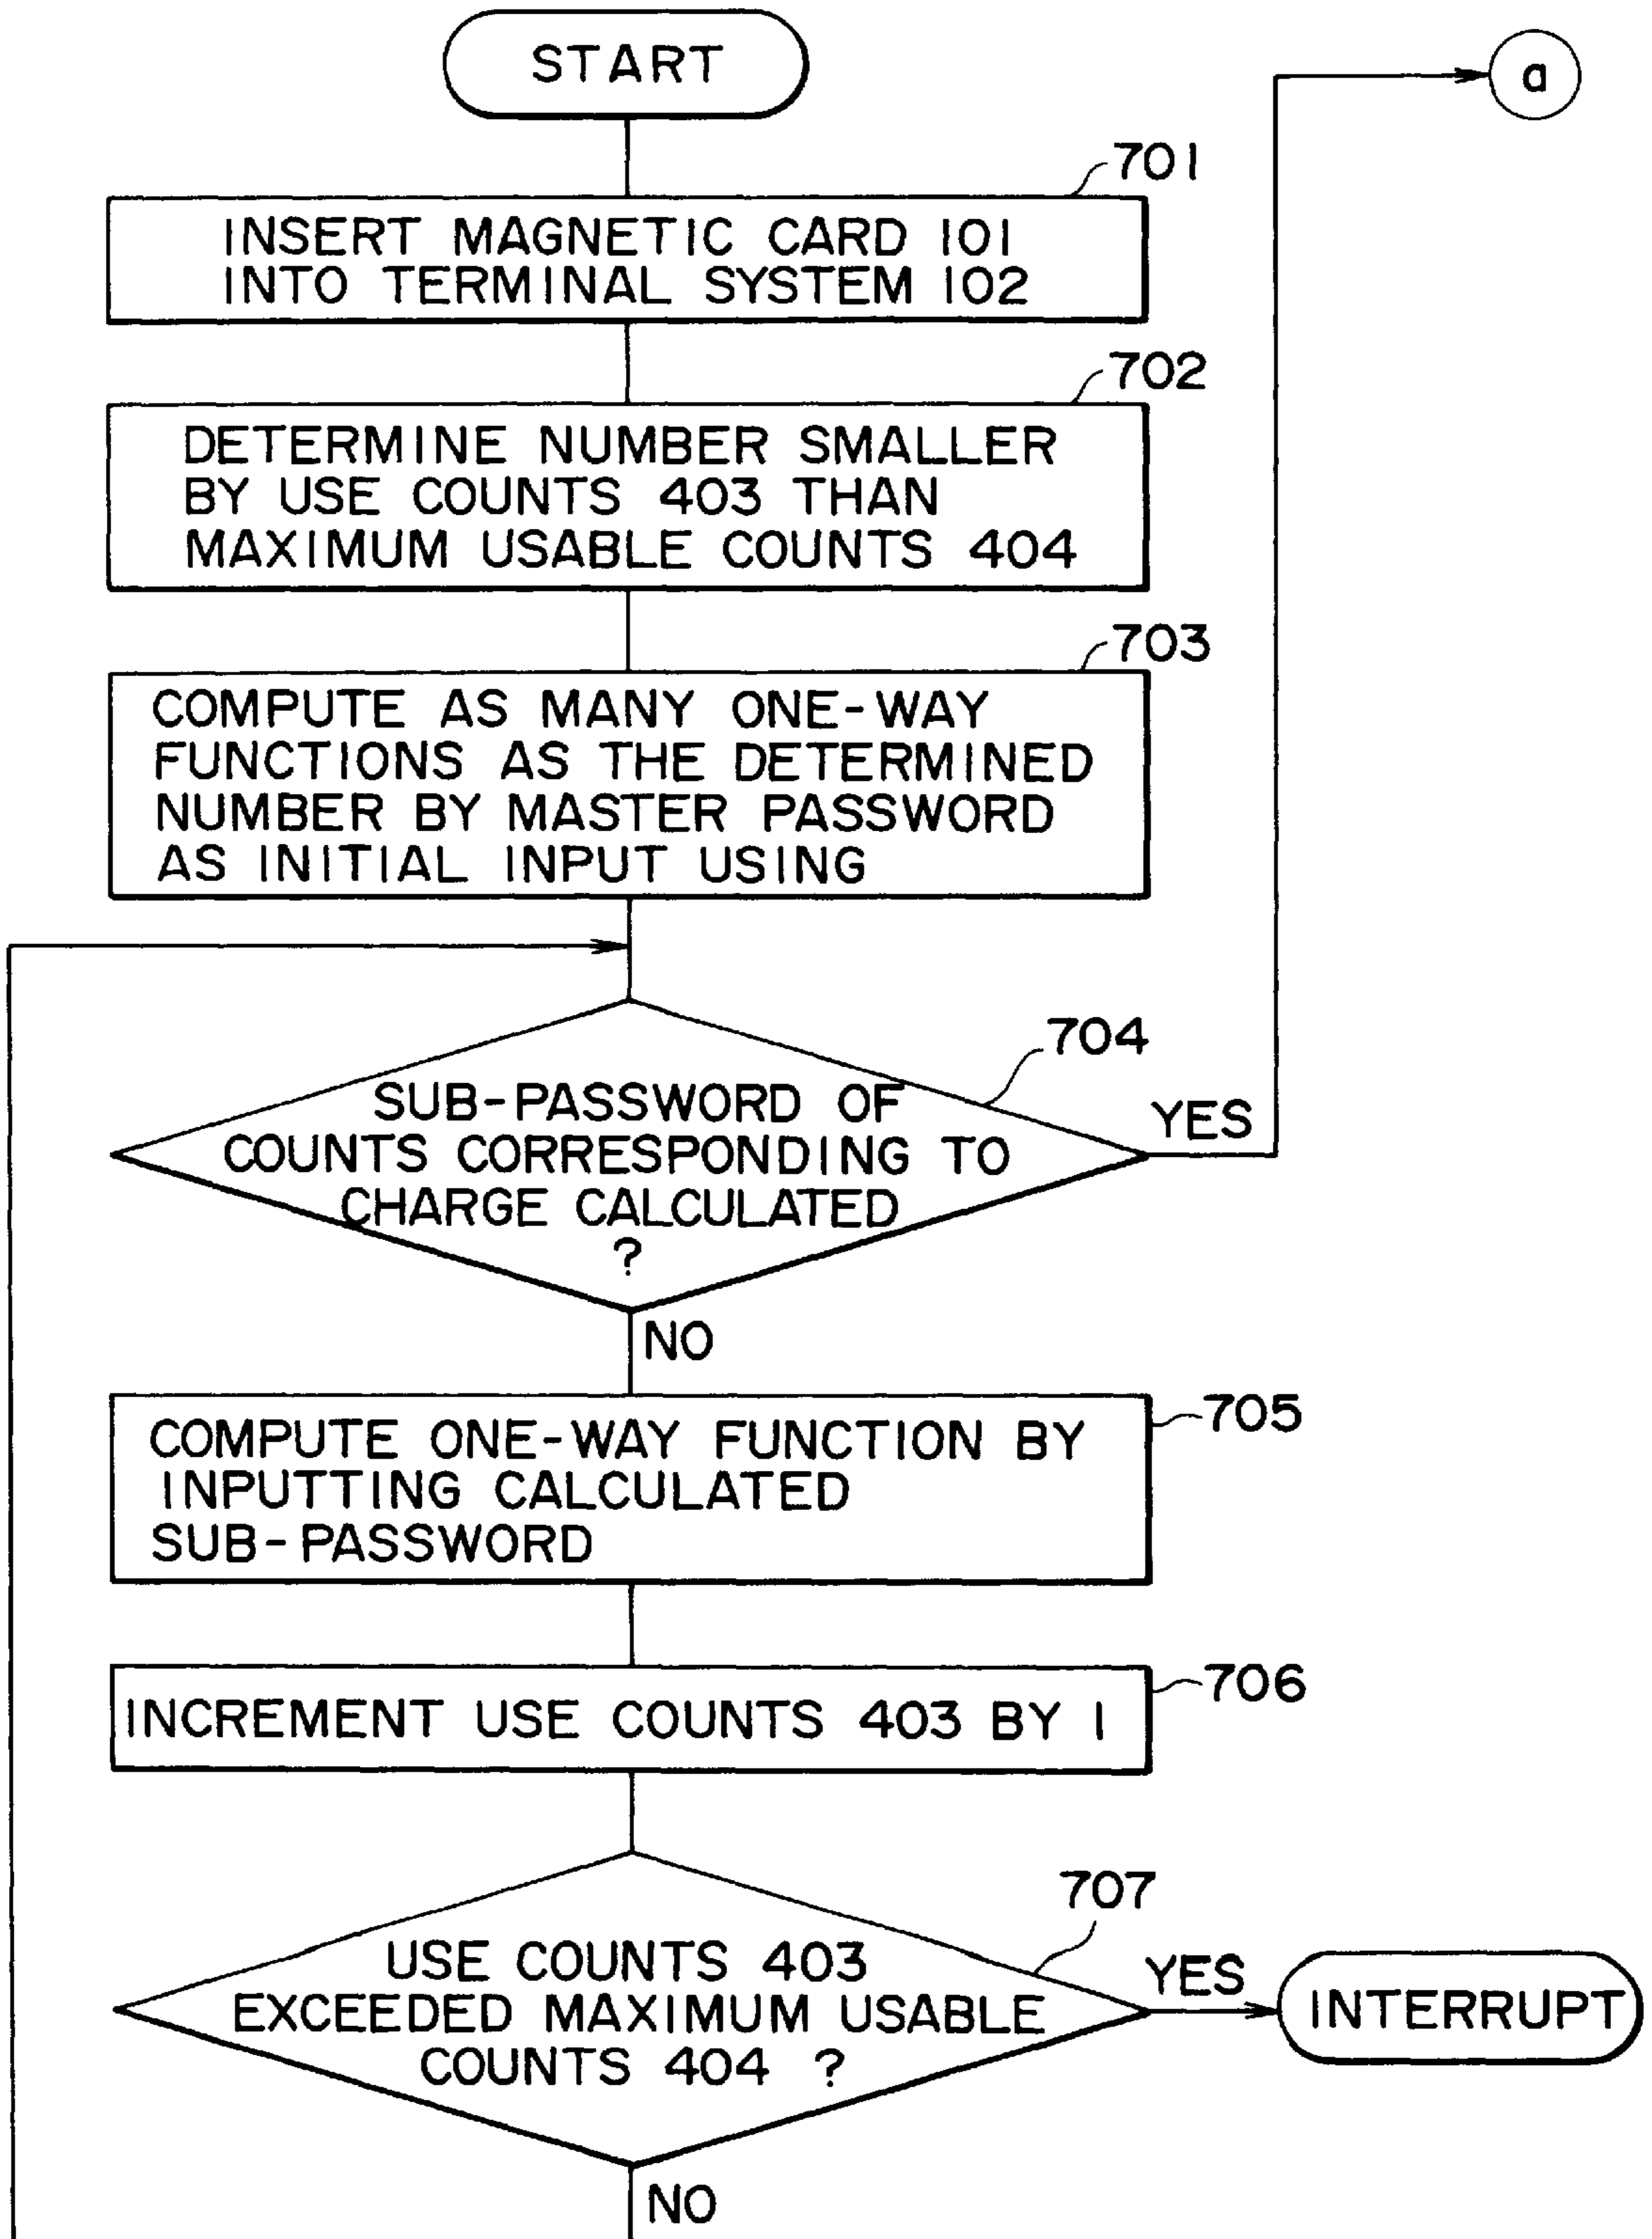 START
a
701
INSERT MAGNETIC CARD 101
INTO TERMINAL SYSTEM 102
702
DETERMINE NUMBER SMALLER
BY USE COUNTS 403 THAN
MAXIMUM USABLE COUNTS 404
703
COMPUTE AS MANY ONE-WAY
FUNCTIONS AS THE DETERMINED
NUMBER BY MASTER PASSWORD
AS INITIAL INPUT USING
704
SUB-PASSWORD OF
COUNTS CORRESPONDING TO
CHARGE CALCULATED
?
YES
NO
705
COMPUTE ONE-WAY FUNCTION BY
INPUTTING CALCULATED
SUB-PASSWORD
706
INCREMENT USE COUNTS 403 BY 1
707
USE COUNTS 403
EXCEEDED MAXIMUM USABLE
COUNTS 404 ?
YES
INTERRUPT
NO